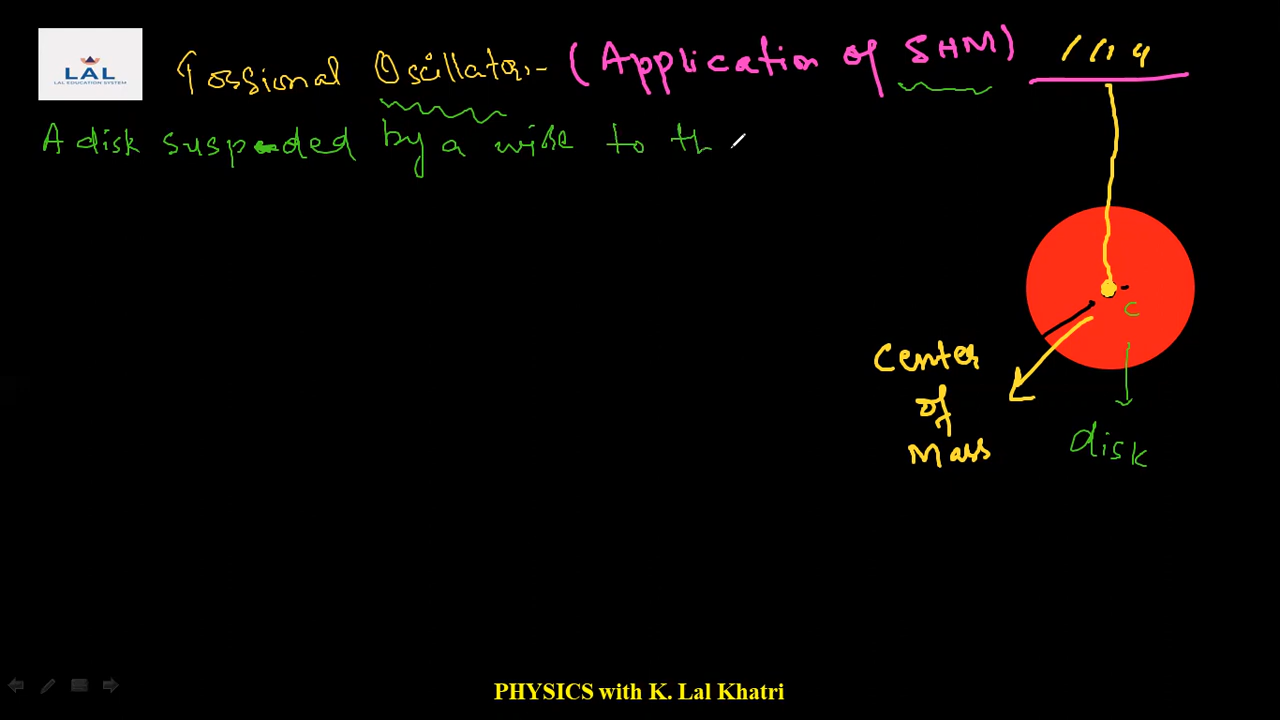 LAL
LAL EDUCATION SYSTEM
Torsional Oscillator:- (Application of SHM)
A disk suspended by a wire to th
C
Center
of
Mass
disk
PHYSICS with K. Lal Khatri